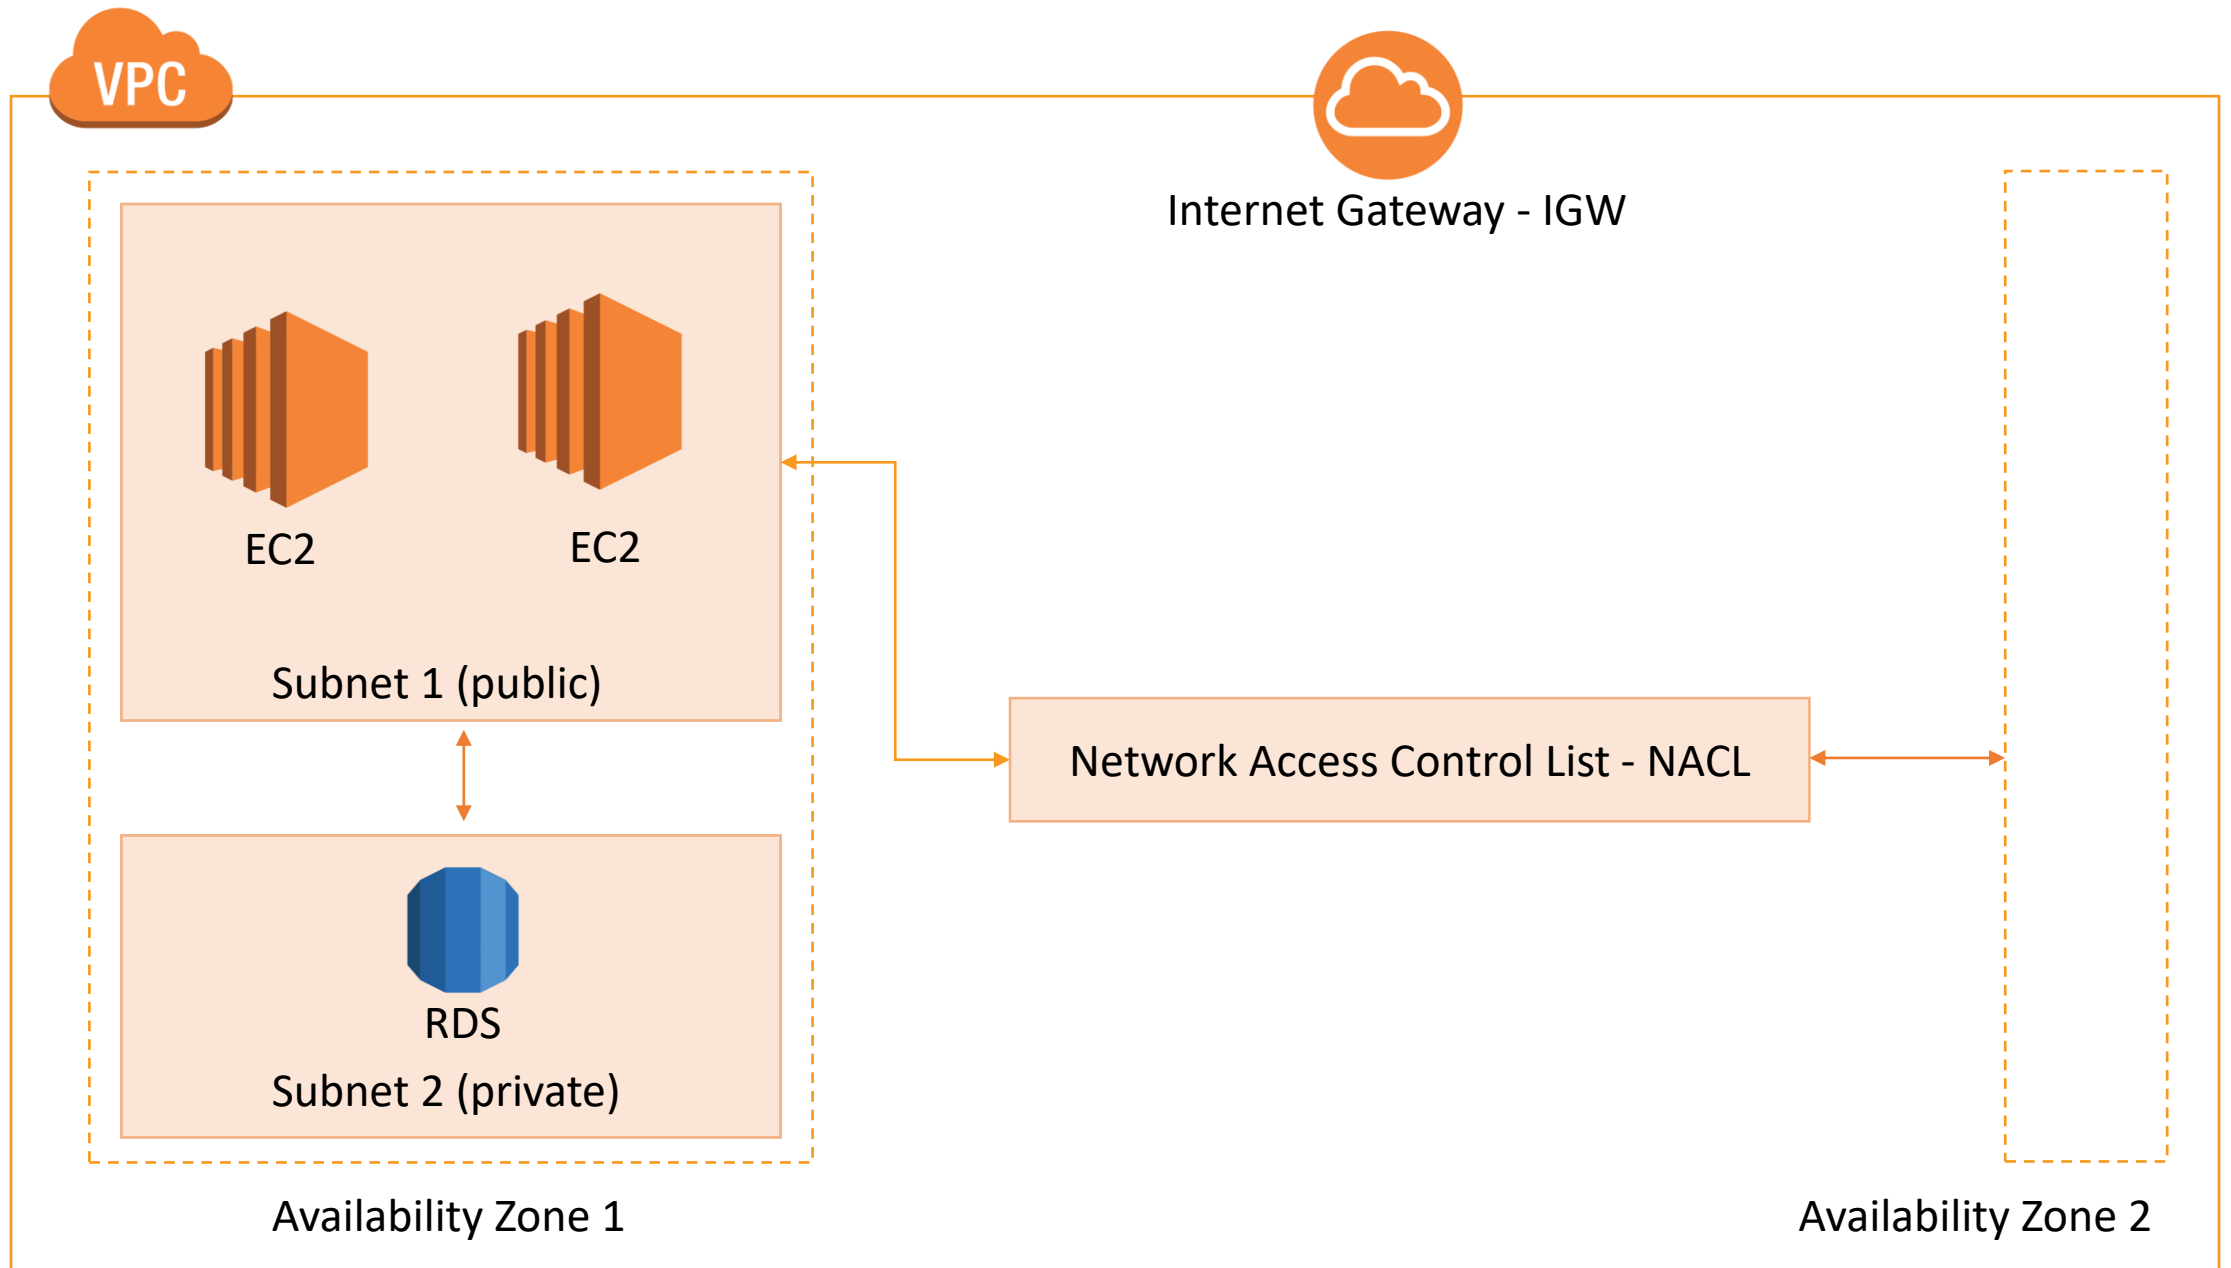 VPC
Internet Gateway - IGW
EC2
EC2
Subnet 1 (public)
Network Access Control List - NACL
RDS
Subnet 2 (private)
Availability Zone 1
Availability Zone 2